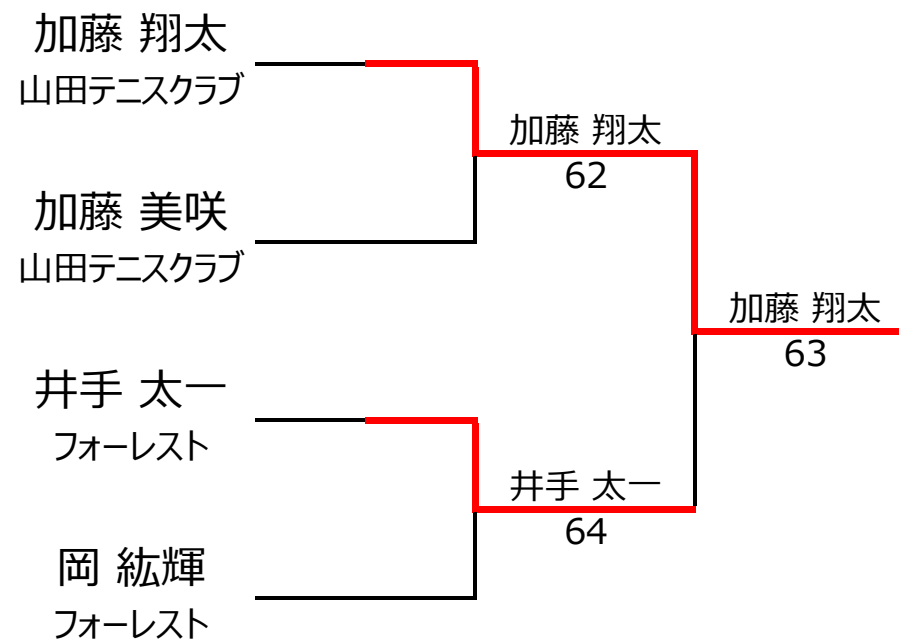 加藤 翔太
山田テニスクラブ
加藤 翔太
62
加藤 美咲
山田テニスクラブ
加藤 翔太
63
井手 太一
フォーレスト
井手 太一
64
岡 紘輝
フォーレスト